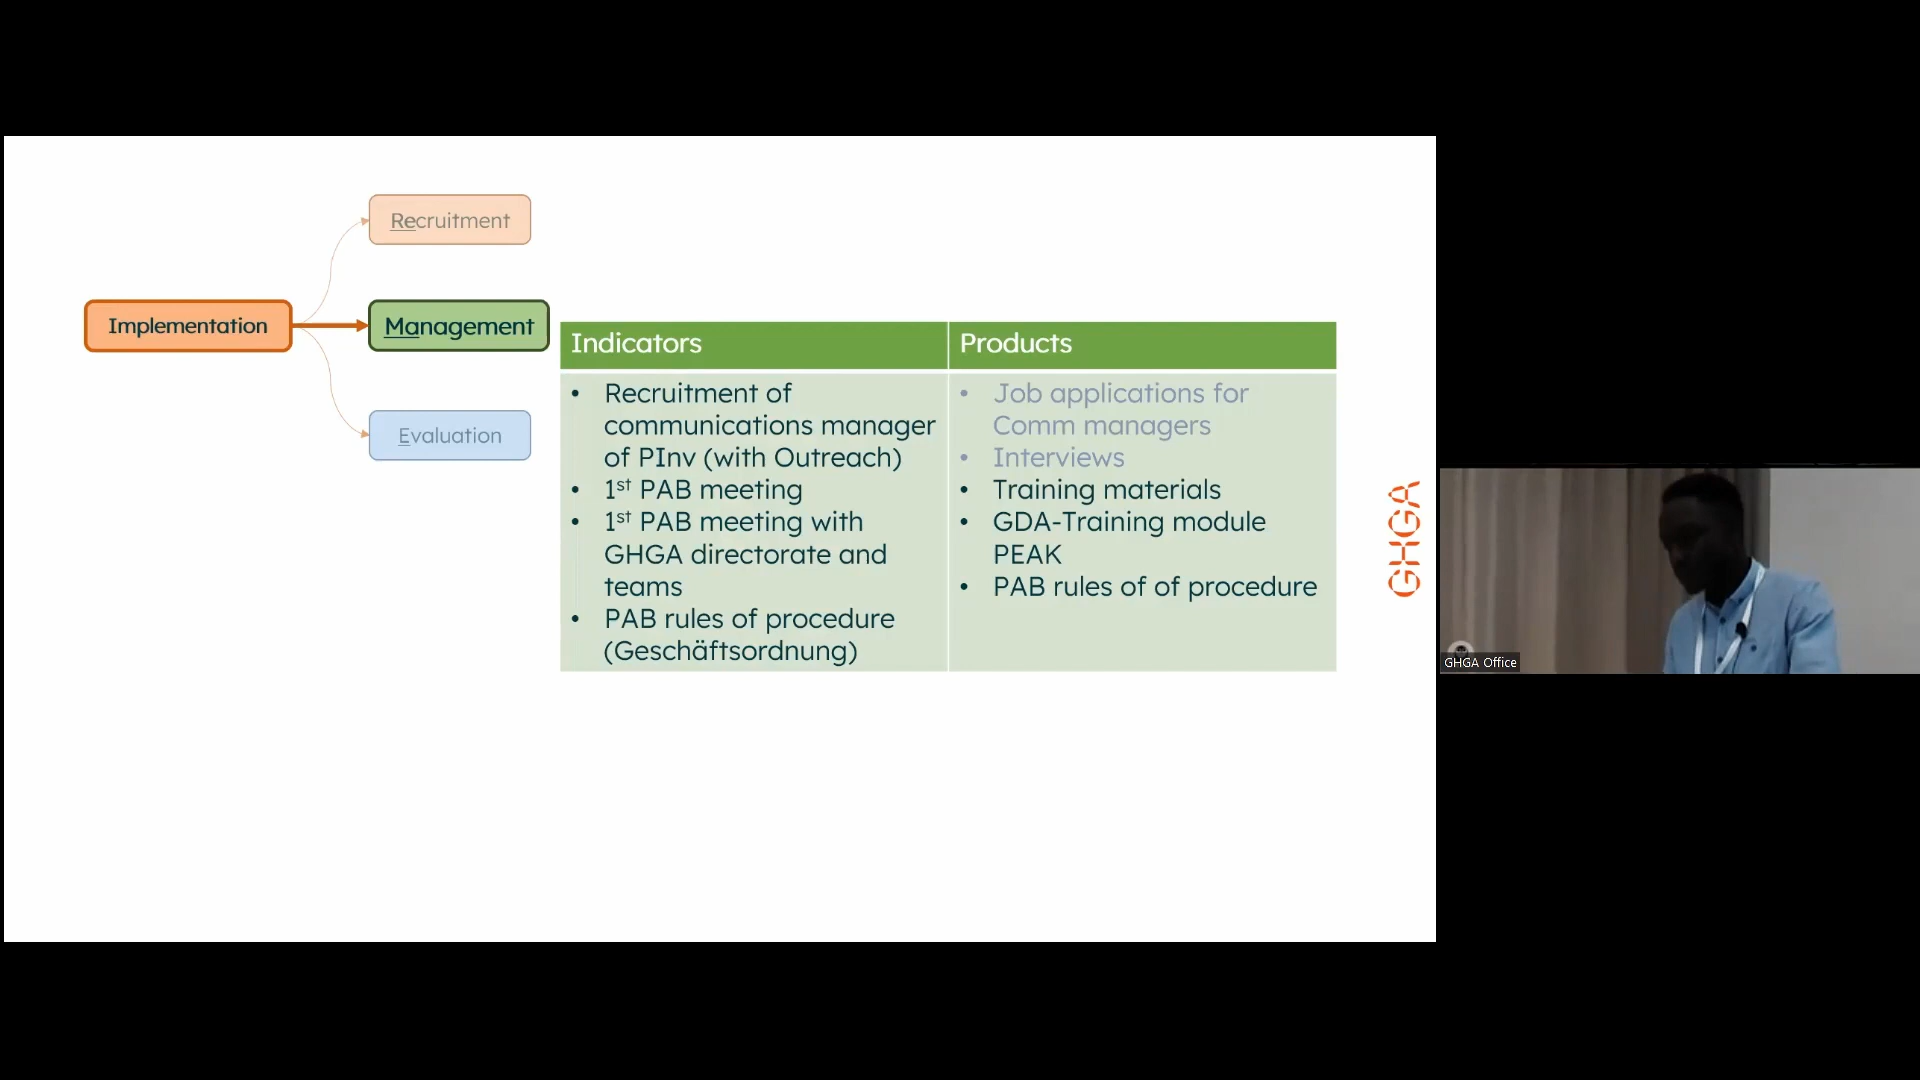 Recruitment
Implementation
Management
Evaluation
Indicators
Products
• Recruitment of
communications manager
of PInv (with Outreach)
• 1st PAB meeting
• 1st PAB meeting with
GHGA directorate and
teams
• PAB rules of procedure
(Geschäftsordnung)
• Job applications for
Comm managers
• Interviews
• Training materials
• GDA-Training module
PEAK
• PAB rules of of procedure
GHGA
GHGA Office